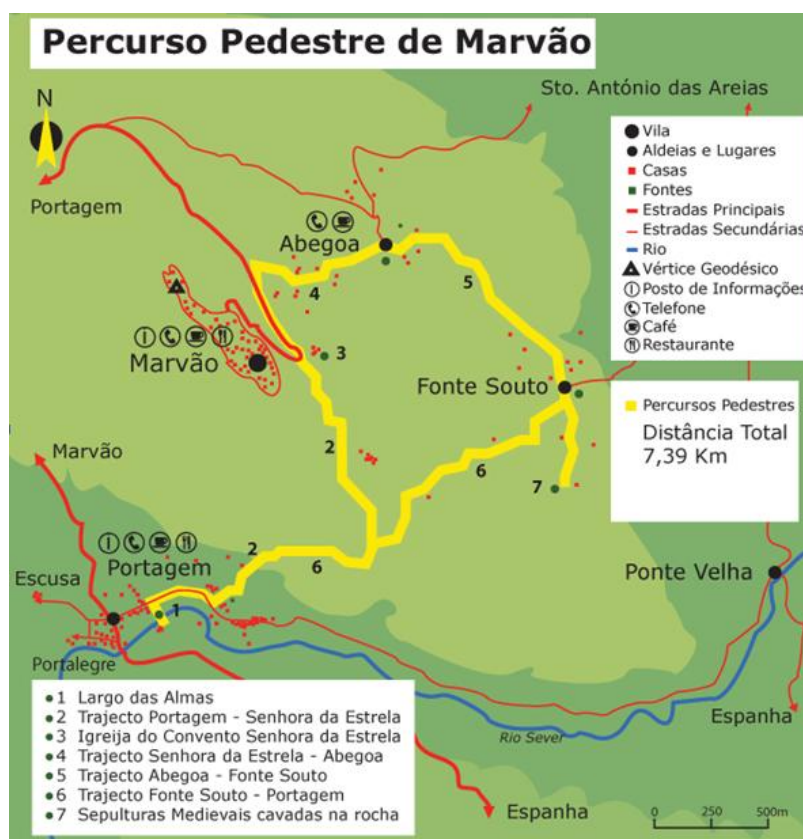 Percurso Pedestre de Marvão
Sto. António das Areias
N
Portagem
Vila
Aldeias e Lugares
Casas
Fontes
Estradas Principais
Estradas Secundárias
Rio
Vértice Geodésico
Posto de Informações
Telefone
Café
Restaurante
Abegoa
4
5
3
Marvão
Fonte Souto
Percursos Pedestres
Distância Total
7,39 Km
Marvão
2
6
7
Portagem
2
6
Escusa
1
Ponte Velha
Portalegre
1 Largo das Almas
2 Trajecto Portagem - Senhora da Estrela
3 Igreija do Convento Senhora da Estrela
4 Trajecto Senhora da Estrela - Abegoa
5 Trajecto Abegoa - Fonte Souto
6 Trajecto Fonte Souto - Portagem
7 Sepulturas Medievais cavadas na rocha
Rio Sever
Espanha
Espanha
0 250 500m